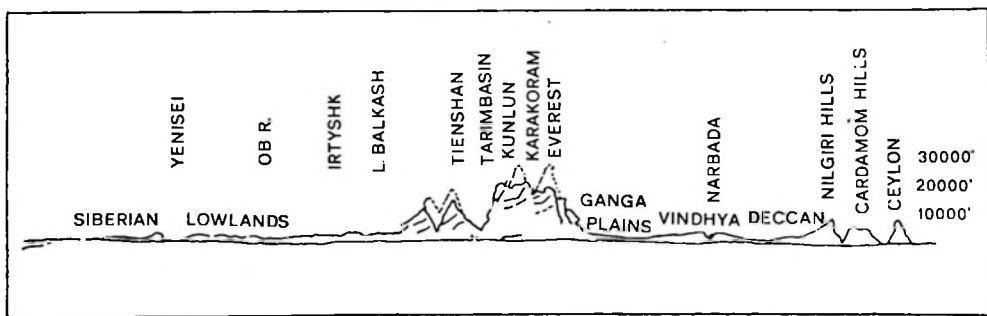 YENISEI
OB R.
IRTYSHK
L. BALKASH
TIENSHAN
TARIMBASIN
KUNLUN
KARAKORAM
EVEREST
NARBADA
NILGIRI HILLS
CARDAMOM HILLS
CEYLON
30000'
20000'
10000'
SIBERIAN LOWLANDS
GANGA
PLAINS
VINDHYA DECCAN